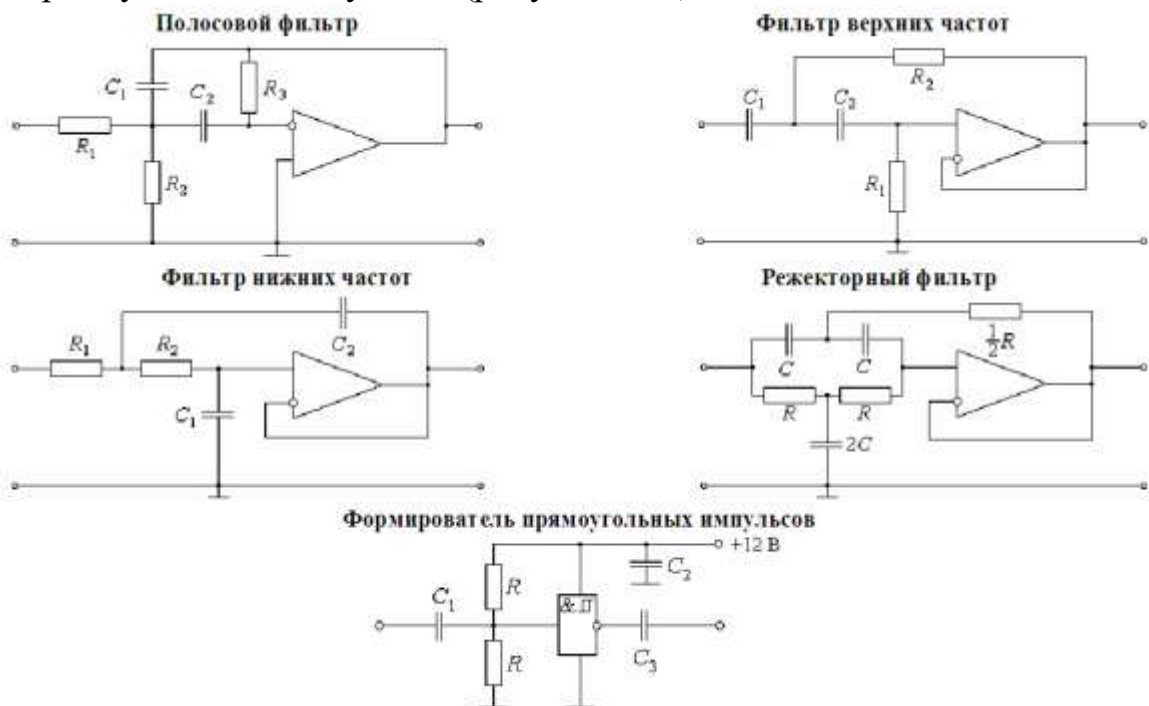 Полосовой фильтр
Фильтр верхних частот
C1
C2
R3
R1
R2
C1
C2
R2
R1
Фильтр нижних частот
Режекторный фильтр
R1
R2
C2
C1
C
C
½R
R
R
2C
Формирователь прямоугольных импульсов
+12 В
C1
R
R
&
C2
C3